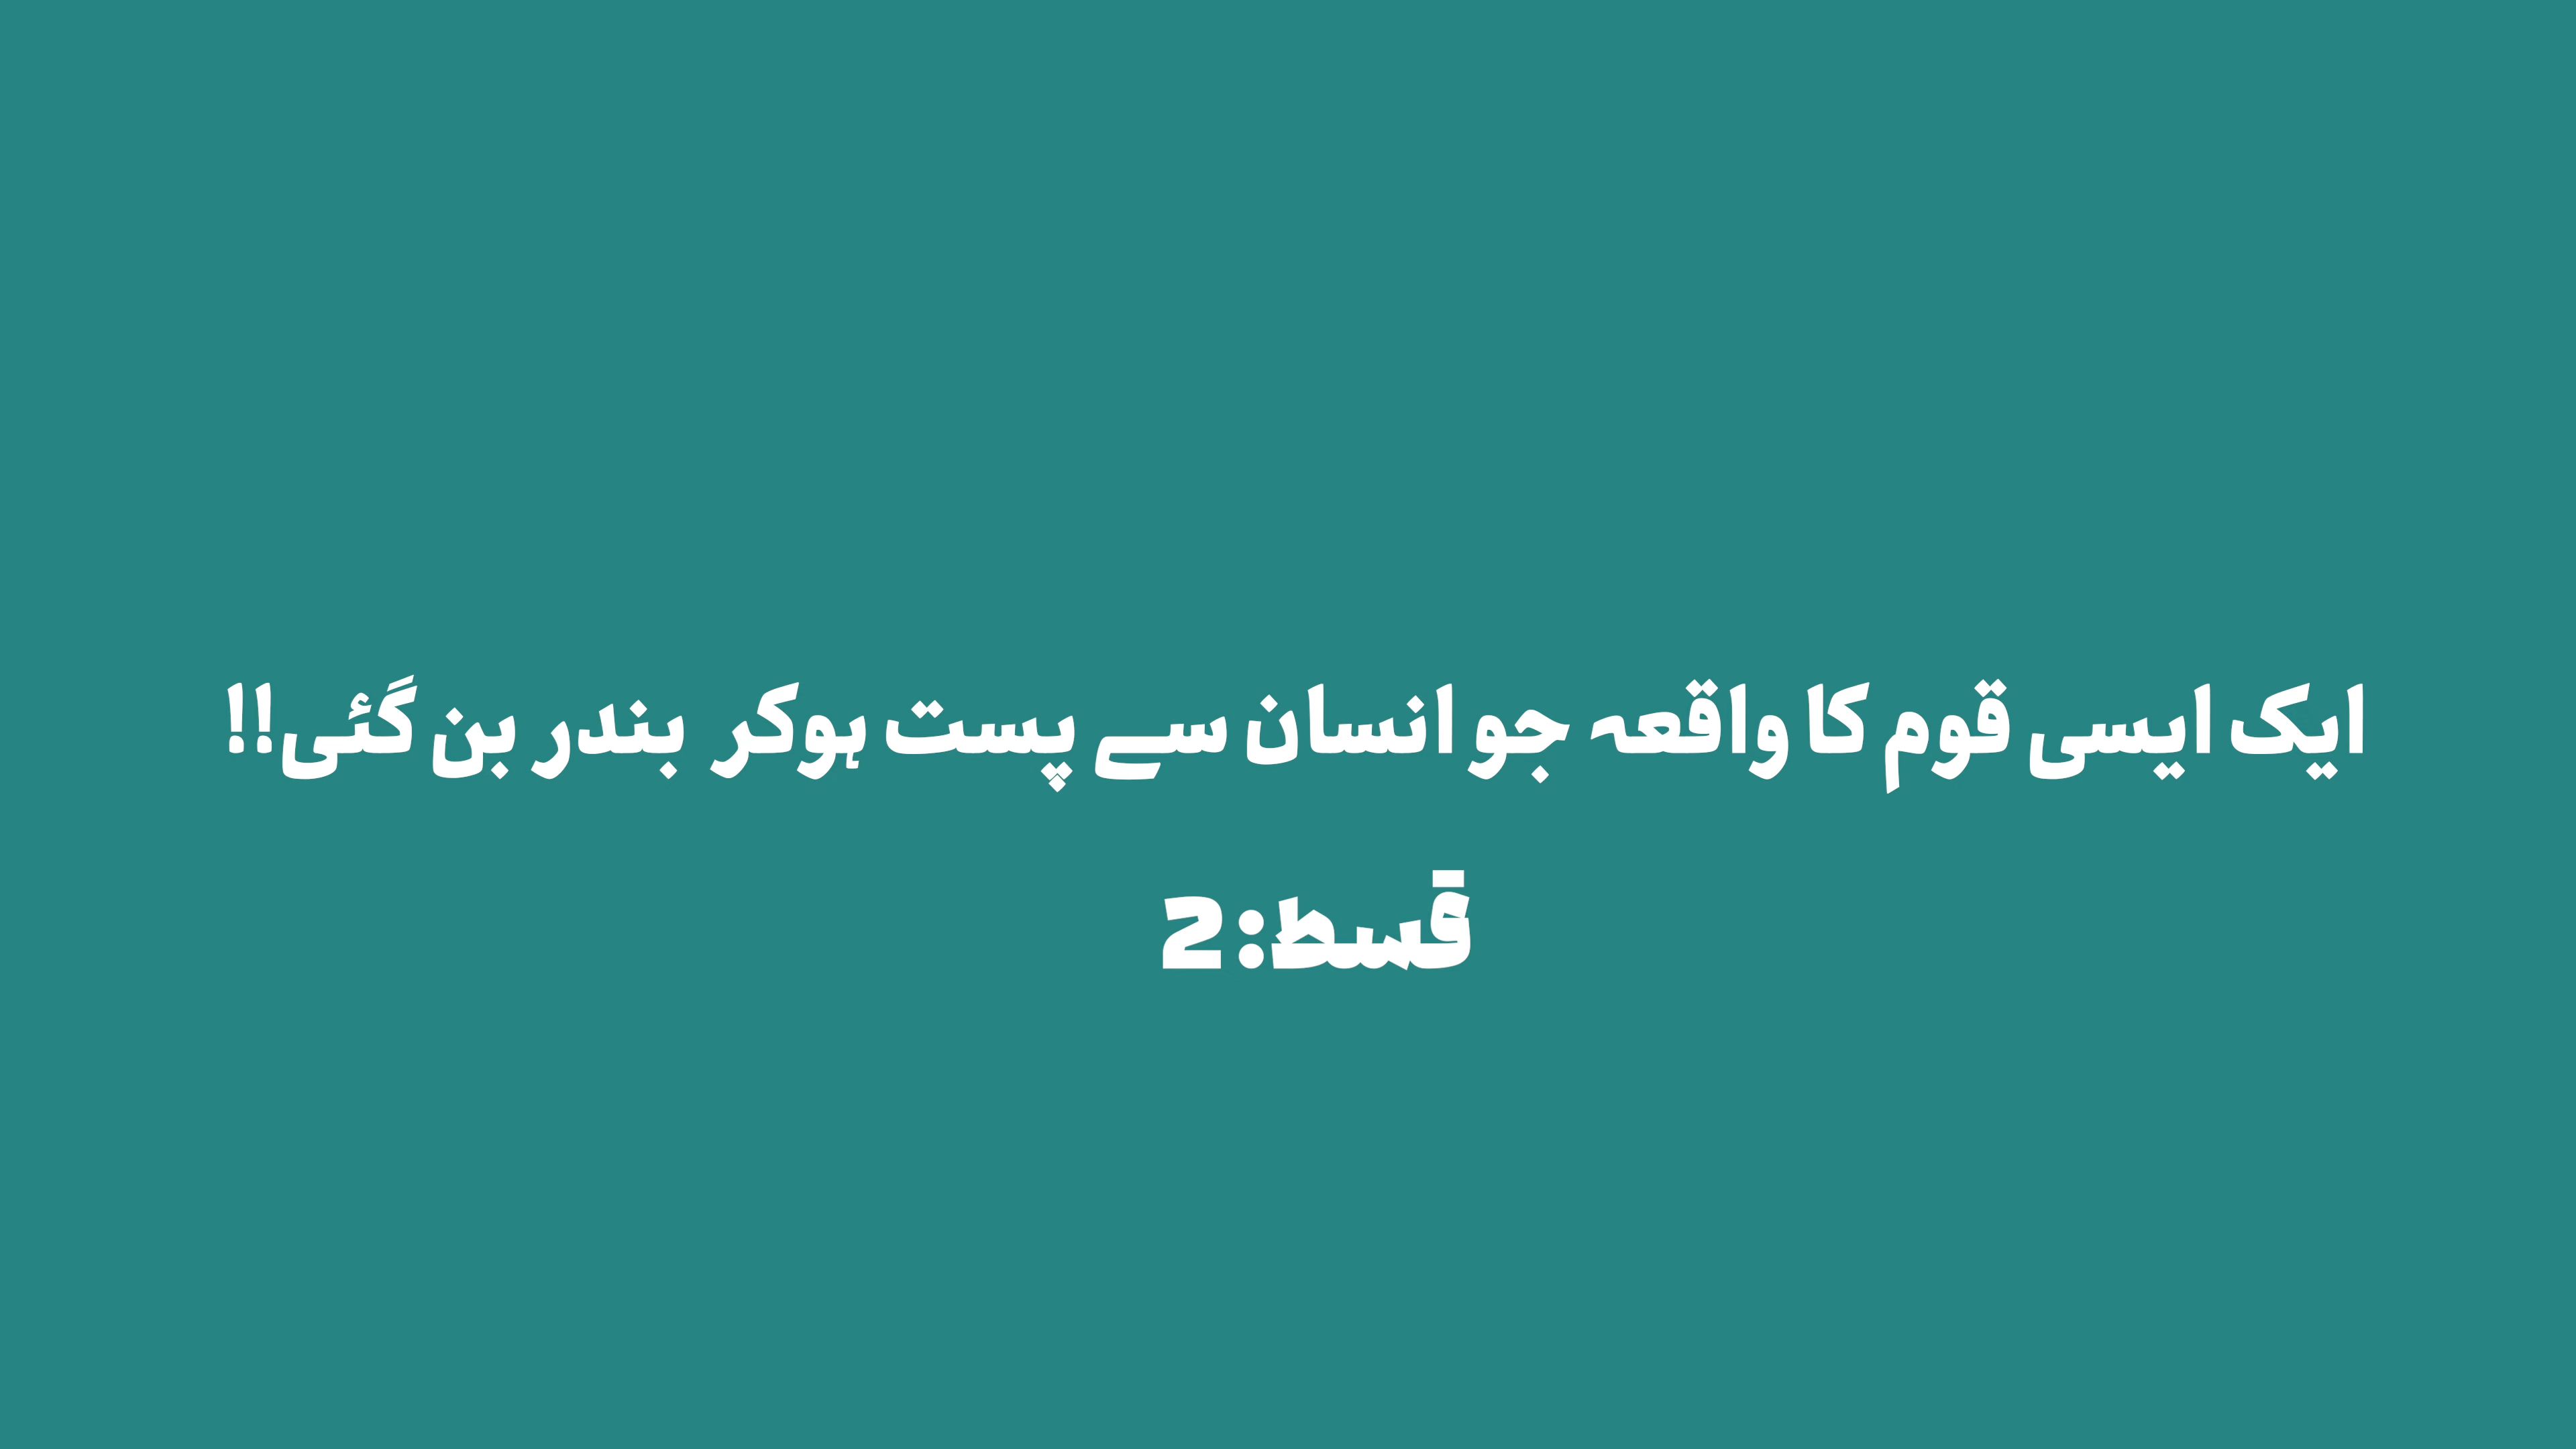 ایک ایسی قوم کا واقعہ جو انسان سے پست ہوکر بندر بن گئی!!
قسط:2